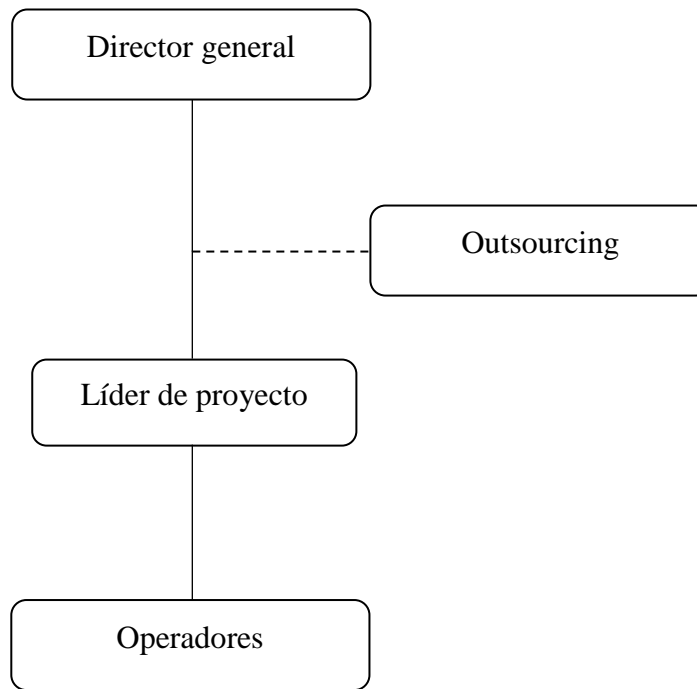 Director general
Outsourcing
Líder de proyecto
Operadores